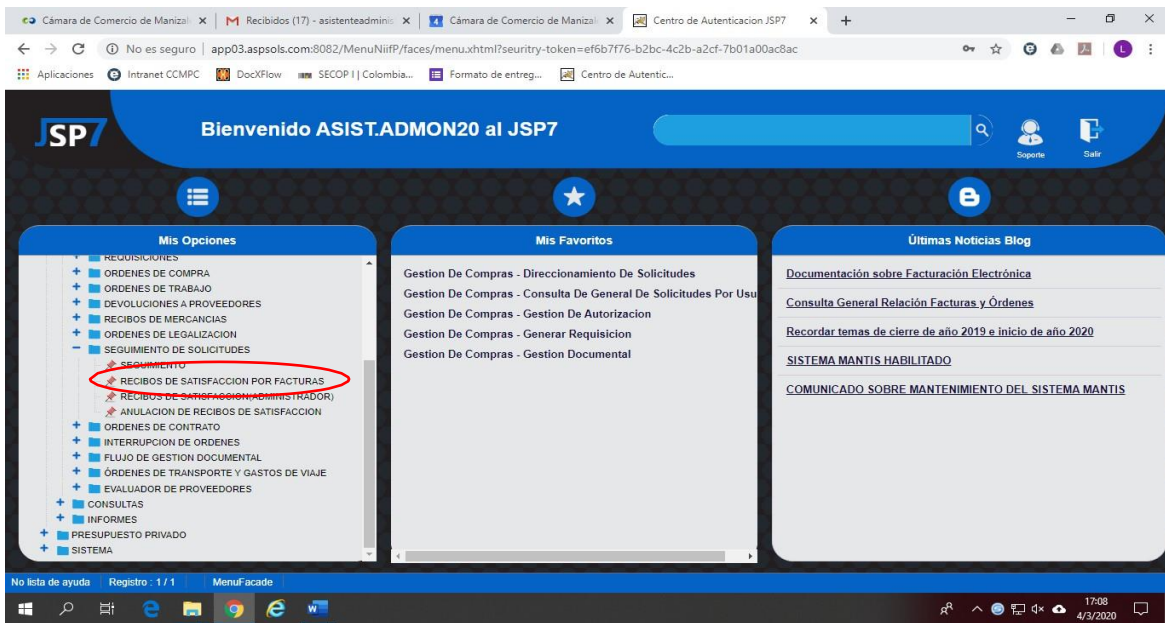 Cámara de Comercio de Manizal
Recibidos (17) - asistenteadminis
Cámara de Comercio de Manizal
Centro de Autenticacion JSP7
No es seguro
app03.aspsols.com:8082/MenuNiifP/faces/menu.xhtml?seuritry-token=ef6b7f76-b2bc-4c2b-a2cf-7b01a00ac8ac
L
Aplicaciones
Intranet CCMPC
DocXFlow
SECOP I | Colombia...
Formato de entreg...
Centro de Autentic...
JSP7
Bienvenido ASIST.ADMON20 al JSP7
Soporte
Salir
Mis Opciones
REQUISICIONES
ORDENES DE COMPRA
ORDENES DE TRABAJO
DEVOLUCIONES A PROVEEDORES
RECIBOS DE MERCANCIAS
ORDENES DE LEGALIZACION
SEGUIMIENTO DE SOLICITUDES
SEGUIMIENTO
RECIBOS DE SATISFACCION POR FACTURAS
RECIBOS DE SATISFACCION(ADMINISTRADOR)
ANULACION DE RECIBOS DE SATISFACCION
ORDENES DE CONTRATO
INTERRUPCION DE ORDENES
FLUJO DE GESTION DOCUMENTAL
ÓRDENES DE TRANSPORTE Y GASTOS DE VIAJE
EVALUADOR DE PROVEEDORES
CONSULTAS
INFORMES
PRESUPUESTO PRIVADO
SISTEMA
Mis Favoritos
Gestion De Compras - Direccionamiento De Solicitudes
Gestion De Compras - Consulta De General De Solicitudes Por Usu
Gestion De Compras - Gestion De Autorizacion
Gestion De Compras - Generar Requisicion
Gestion De Compras - Gestion Documental
Últimas Noticias Blog
Documentación sobre Facturación Electrónica
Consulta General Relación Facturas y Órdenes
Recordar temas de cierre de año 2019 e inicio de año 2020
SISTEMA MANTIS HABILITADO
COMUNICADO SOBRE MANTENIMIENTO DEL SISTEMA MANTIS
No lista de ayuda
Registro : 1 / 1
MenuFacade
17:08
4/3/2020